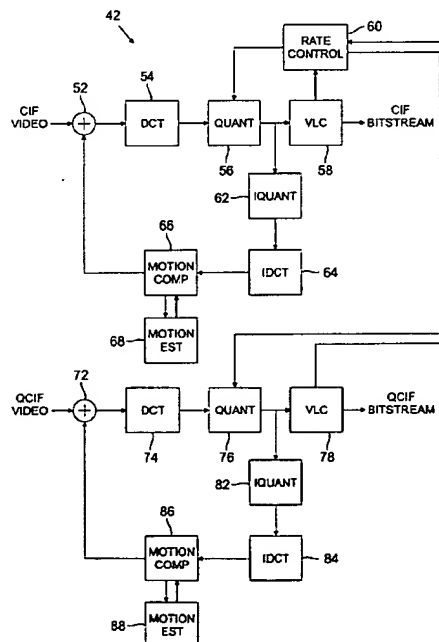 42
60
RATE
CONTROL
52
54
CIF
VIDEO
DCT
QUANT
VLC
CIF
BITSTREAM
56
58
62
IQUANT
66
MOTION
COMP
IDCT
64
68
MOTION
EST
72
QCIF
VIDEO
DCT
QUANT
VLC
QCIF
BITSTREAM
74
76
78
82
IQUANT
86
MOTION
COMP
IDCT
84
88
MOTION
EST